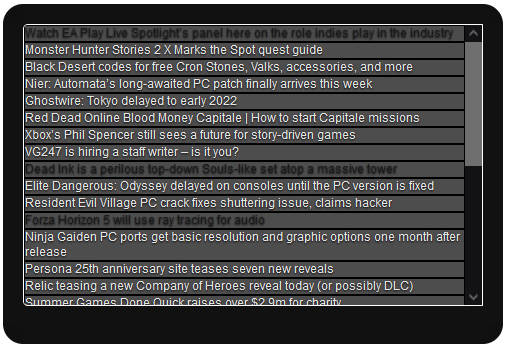 Watch EA Play Live Spotlight's panel here on the role indies play in the industry
Monster Hunter Stories 2 X Marks the Spot quest guide
Black Desert codes for free Cron Stones, Valks, accessories, and more
Nier: Automata's long-awaited PC patch finally arrives this week
Ghostwire: Tokyo delayed to early 2022
Red Dead Online Blood Money Capitale | How to start Capitale missions
Xbox's Phil Spencer still sees a future for story-driven games
VG247 is hiring a staff writer – is it you?
Dead Ink is a perilous top-down Souls-like set atop a massive tower
Elite Dangerous: Odyssey delayed on consoles until the PC version is fixed
Resident Evil Village PC crack fixes shuttering issue, claims hacker
Forza Horizon 5 will use ray tracing for audio
Ninja Gaiden PC ports get basic resolution and graphic options one month after
release
Persona 25th anniversary site teases seven new reveals
Relic teasing a new Company of Heroes reveal today (or possibly DLC)
Summer Games Done Quick raises over $2.9m for charity